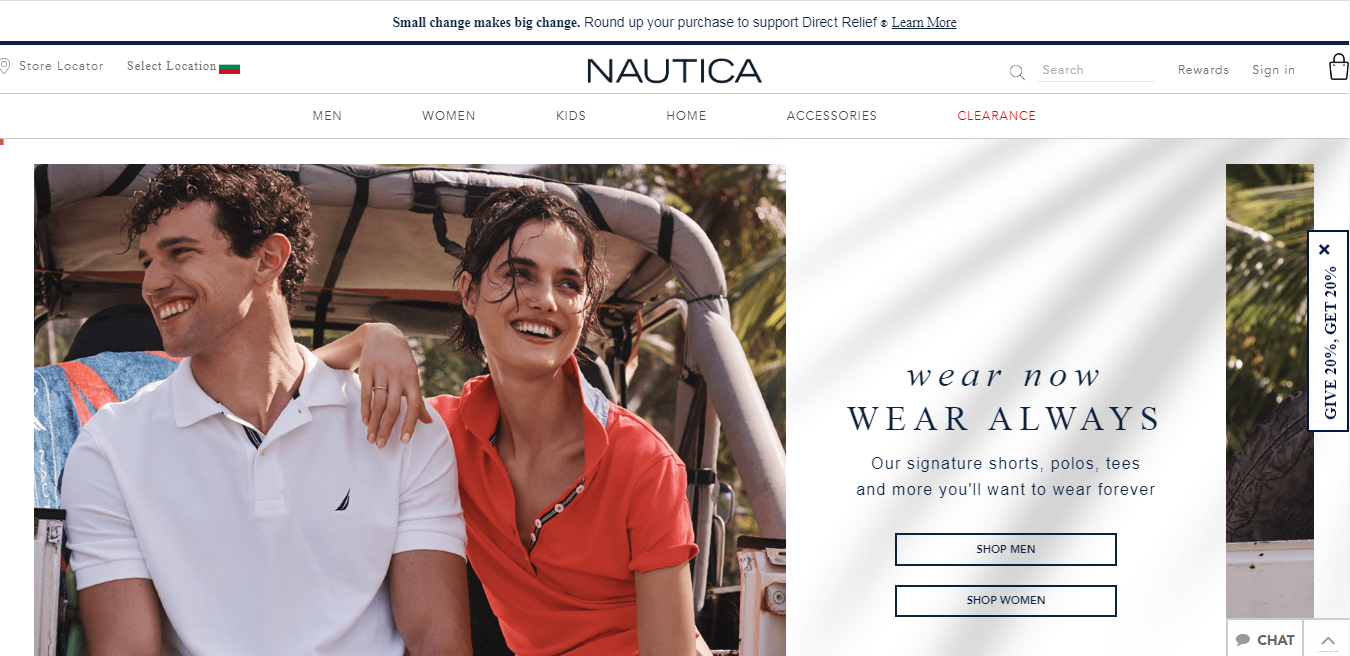 Small change makes big change. Round up your purchase to support Direct Relief ® Learn More
Store Locator
Select Location
NAUTICA
Search
Rewards
Sign in
MEN
WOMEN
KIDS
HOME
ACCESSORIES
CLEARANCE
wear now
WEAR ALWAYS
Our signature shorts, polos, tees
and more you'll want to wear forever
SHOP MEN
SHOP WOMEN
GIVE 20%, GET 20%
CHAT